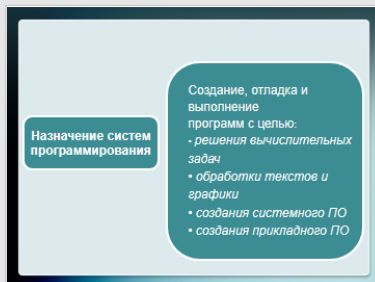 Назначение систем
программирования
Создание, отладка и
выполнение
программ с целью:
- решения вычислительных
задач
• обработки текстов и
графики
• создания системного ПО
• создания прикладного ПО